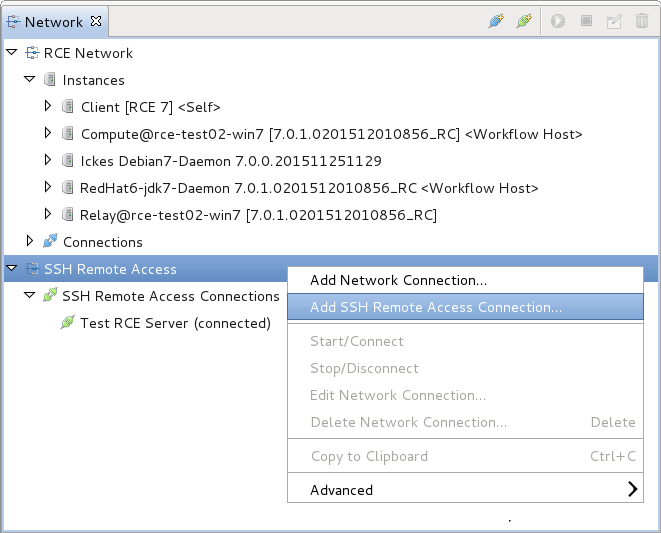 Network
RCE Network
Instances
Client [RCE 7] <Self>
Compute@rce-test02-win7 [7.0.1.0201512010856_RC] <Workflow Host>
Ickes Debian7-Daemon 7.0.0.201511251129
RedHat6-jdk7-Daemon 7.0.1.0201512010856_RC <Workflow Host>
Relay@rce-test02-win7 [7.0.1.0201512010856_RC]
Connections
SSH Remote Access
SSH Remote Access Connections
Test RCE Server (connected)
Add Network Connection...
Add SSH Remote Access Connection...
Start/Connect
Stop/Disconnect
Edit Network Connection...
Delete Network Connection... Delete
Copy to Clipboard Ctrl+C
Advanced